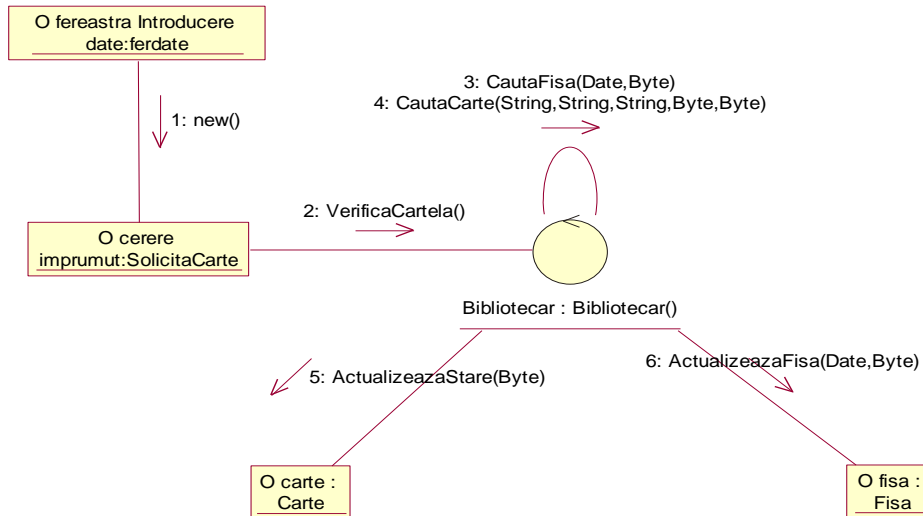 O fereastra Introducere
date:ferdate
3: CautaFisa(Date,Byte)
4: CautaCarte(String,String,String,Byte,Byte)
1: new()
2: VerificaCartela()
O cerere
imprumut:SolicitaCarte
Bibliotecar : Bibliotecar()
5: ActualizeazaStare(Byte)
6: ActualizeazaFisa(Date,Byte)
O carte :
Carte
O fisa :
Fisa